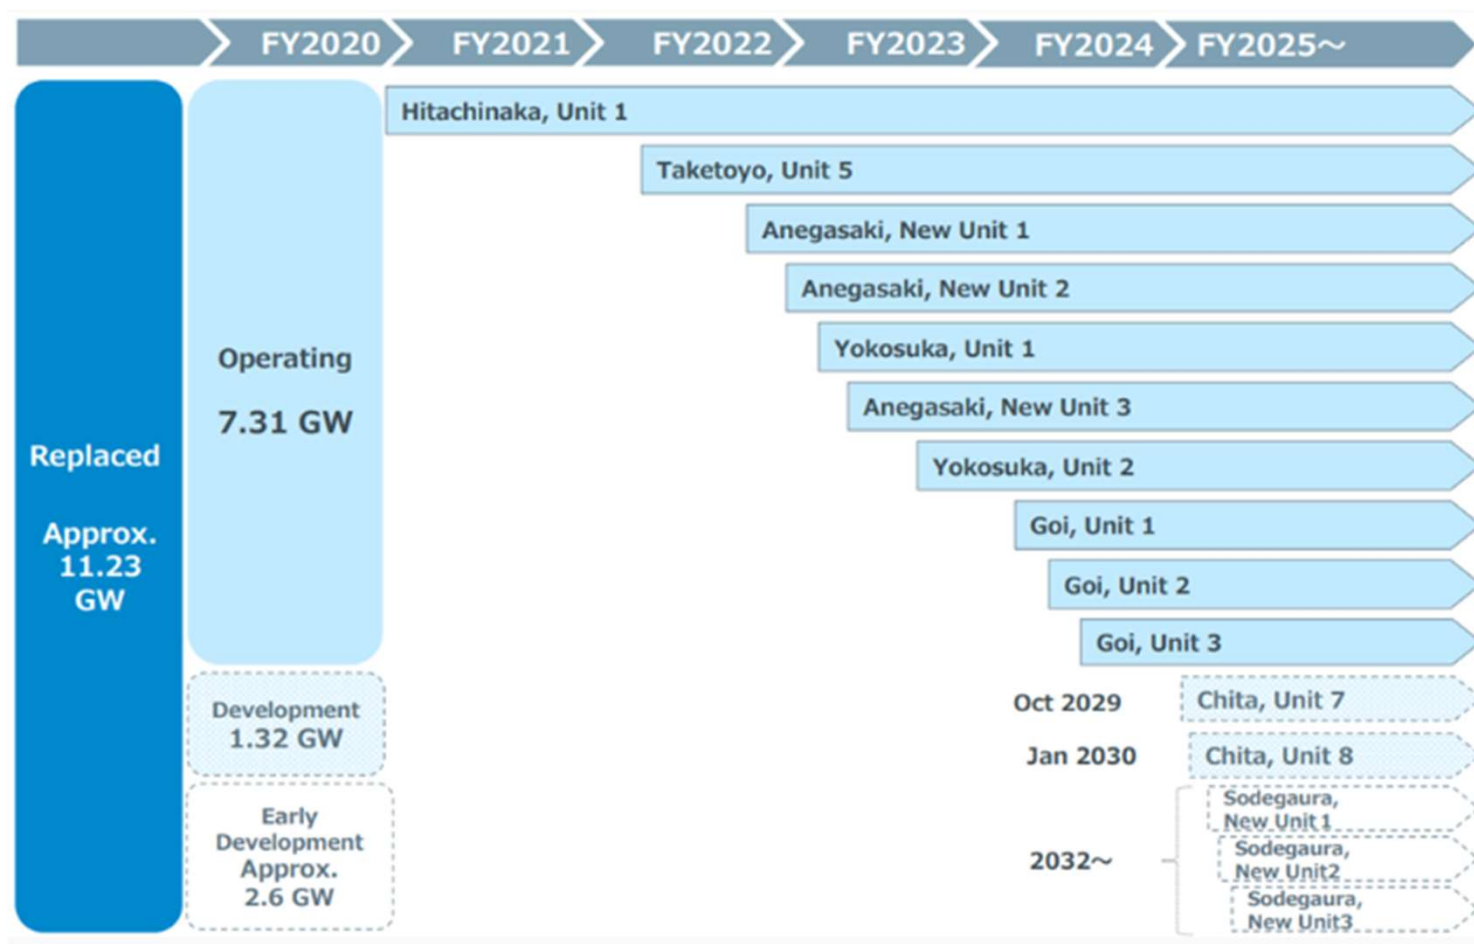 FY2020
FY2021
FY2022
FY2023
FY2024
FY2025～
Replaced
Approx.
11.23
GW
Operating
7.31 GW
Hitachinaka, Unit 1
Taketoyo, Unit 5
Anegasaki, New Unit 1
Anegasaki, New Unit 2
Yokosuka, Unit 1
Anegasaki, New Unit 3
Yokosuka, Unit 2
Goi, Unit 1
Goi, Unit 2
Goi, Unit 3
Development
1.32 GW
Oct 2029
Chita, Unit 7
Jan 2030
Chita, Unit 8
Early
Development
Approx.
2.6 GW
2032～
Sodegaura,
New Unit1
Sodegaura,
New Unit2
Sodegaura,
New Unit3